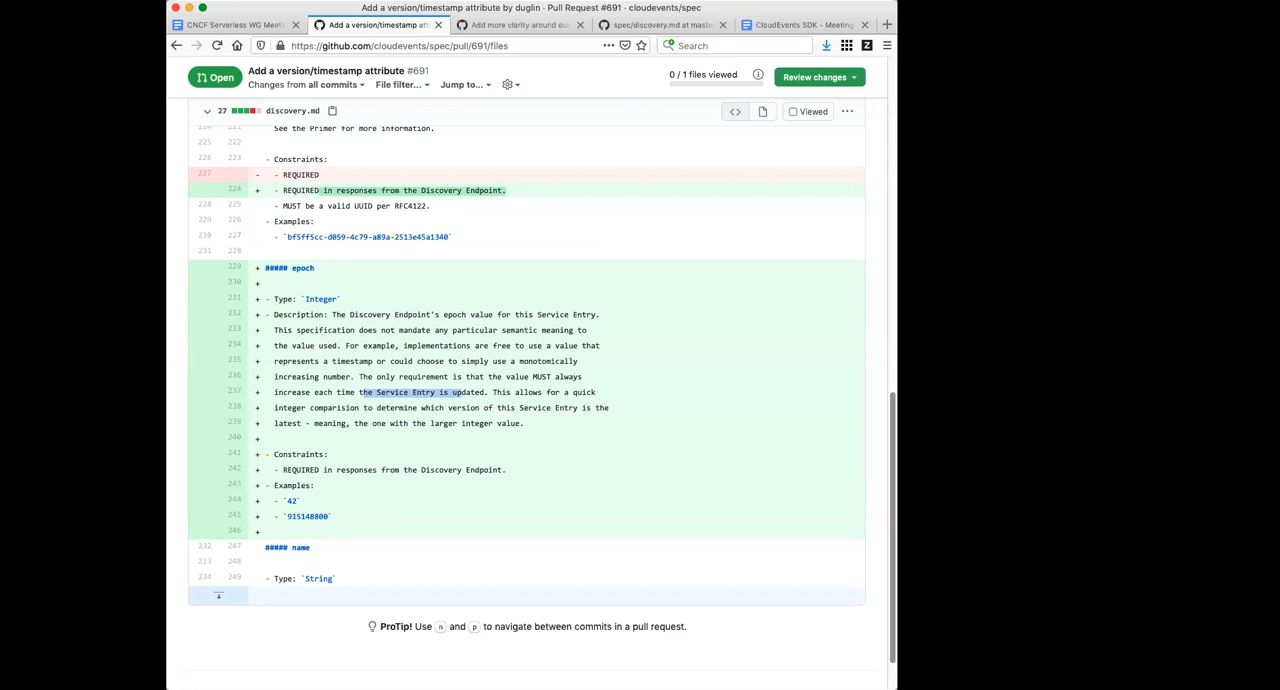 Add a version/timestamp attribute by duglin · Pull Request #691 · cloudevents/spec
CNCF Serverless WG Meetin
Add a version/timestamp att
Add more clarity around our
spec/discovery.md at maste
CloudEvents SDK - Meeting
https://github.com/cloudevents/spec/pull/691/files
Search
Open
Add a version/timestamp attribute #691
Changes from all commits
File filter...
Jump to...
0 / 1 files viewed
Review changes
27
discovery.md
Viewed
224 221 See the Primer for more information.
225 222
226 223 - Constraints:
227 - - REQUIRED
224 + - REQUIRED in responses from the Discovery Endpoint.
228 225 - MUST be a valid UUID per RFC4122.
229 226 - Examples:
230 227 - `bf5ff5cc-d059-4c79-a89a-2513e45a1340`
231 228
229 + ##### epoch
230 +
231 + - Type: `Integer`
232 + - Description: The Discovery Endpoint's epoch value for this Service Entry.
233 + This specification does not mandate any particular semantic meaning to
234 + the value used. For example, implementations are free to use a value that
235 + represents a timestamp or could choose to simply use a monotomically
236 + increasing number. The only requirement is that the value MUST always
237 + increase each time the Service Entry is updated. This allows for a quick
238 + integer comparision to determine which version of this Service Entry is the
239 + latest - meaning, the one with the larger integer value.
240 +
241 + - Constraints:
242 + - REQUIRED in responses from the Discovery Endpoint.
243 + - Examples:
244 + - `42`
245 + - `915148800`
246 +
232 247 ##### name
233 248
234 249 - Type: `String`
ProTip! Use n and p to navigate between commits in a pull request.